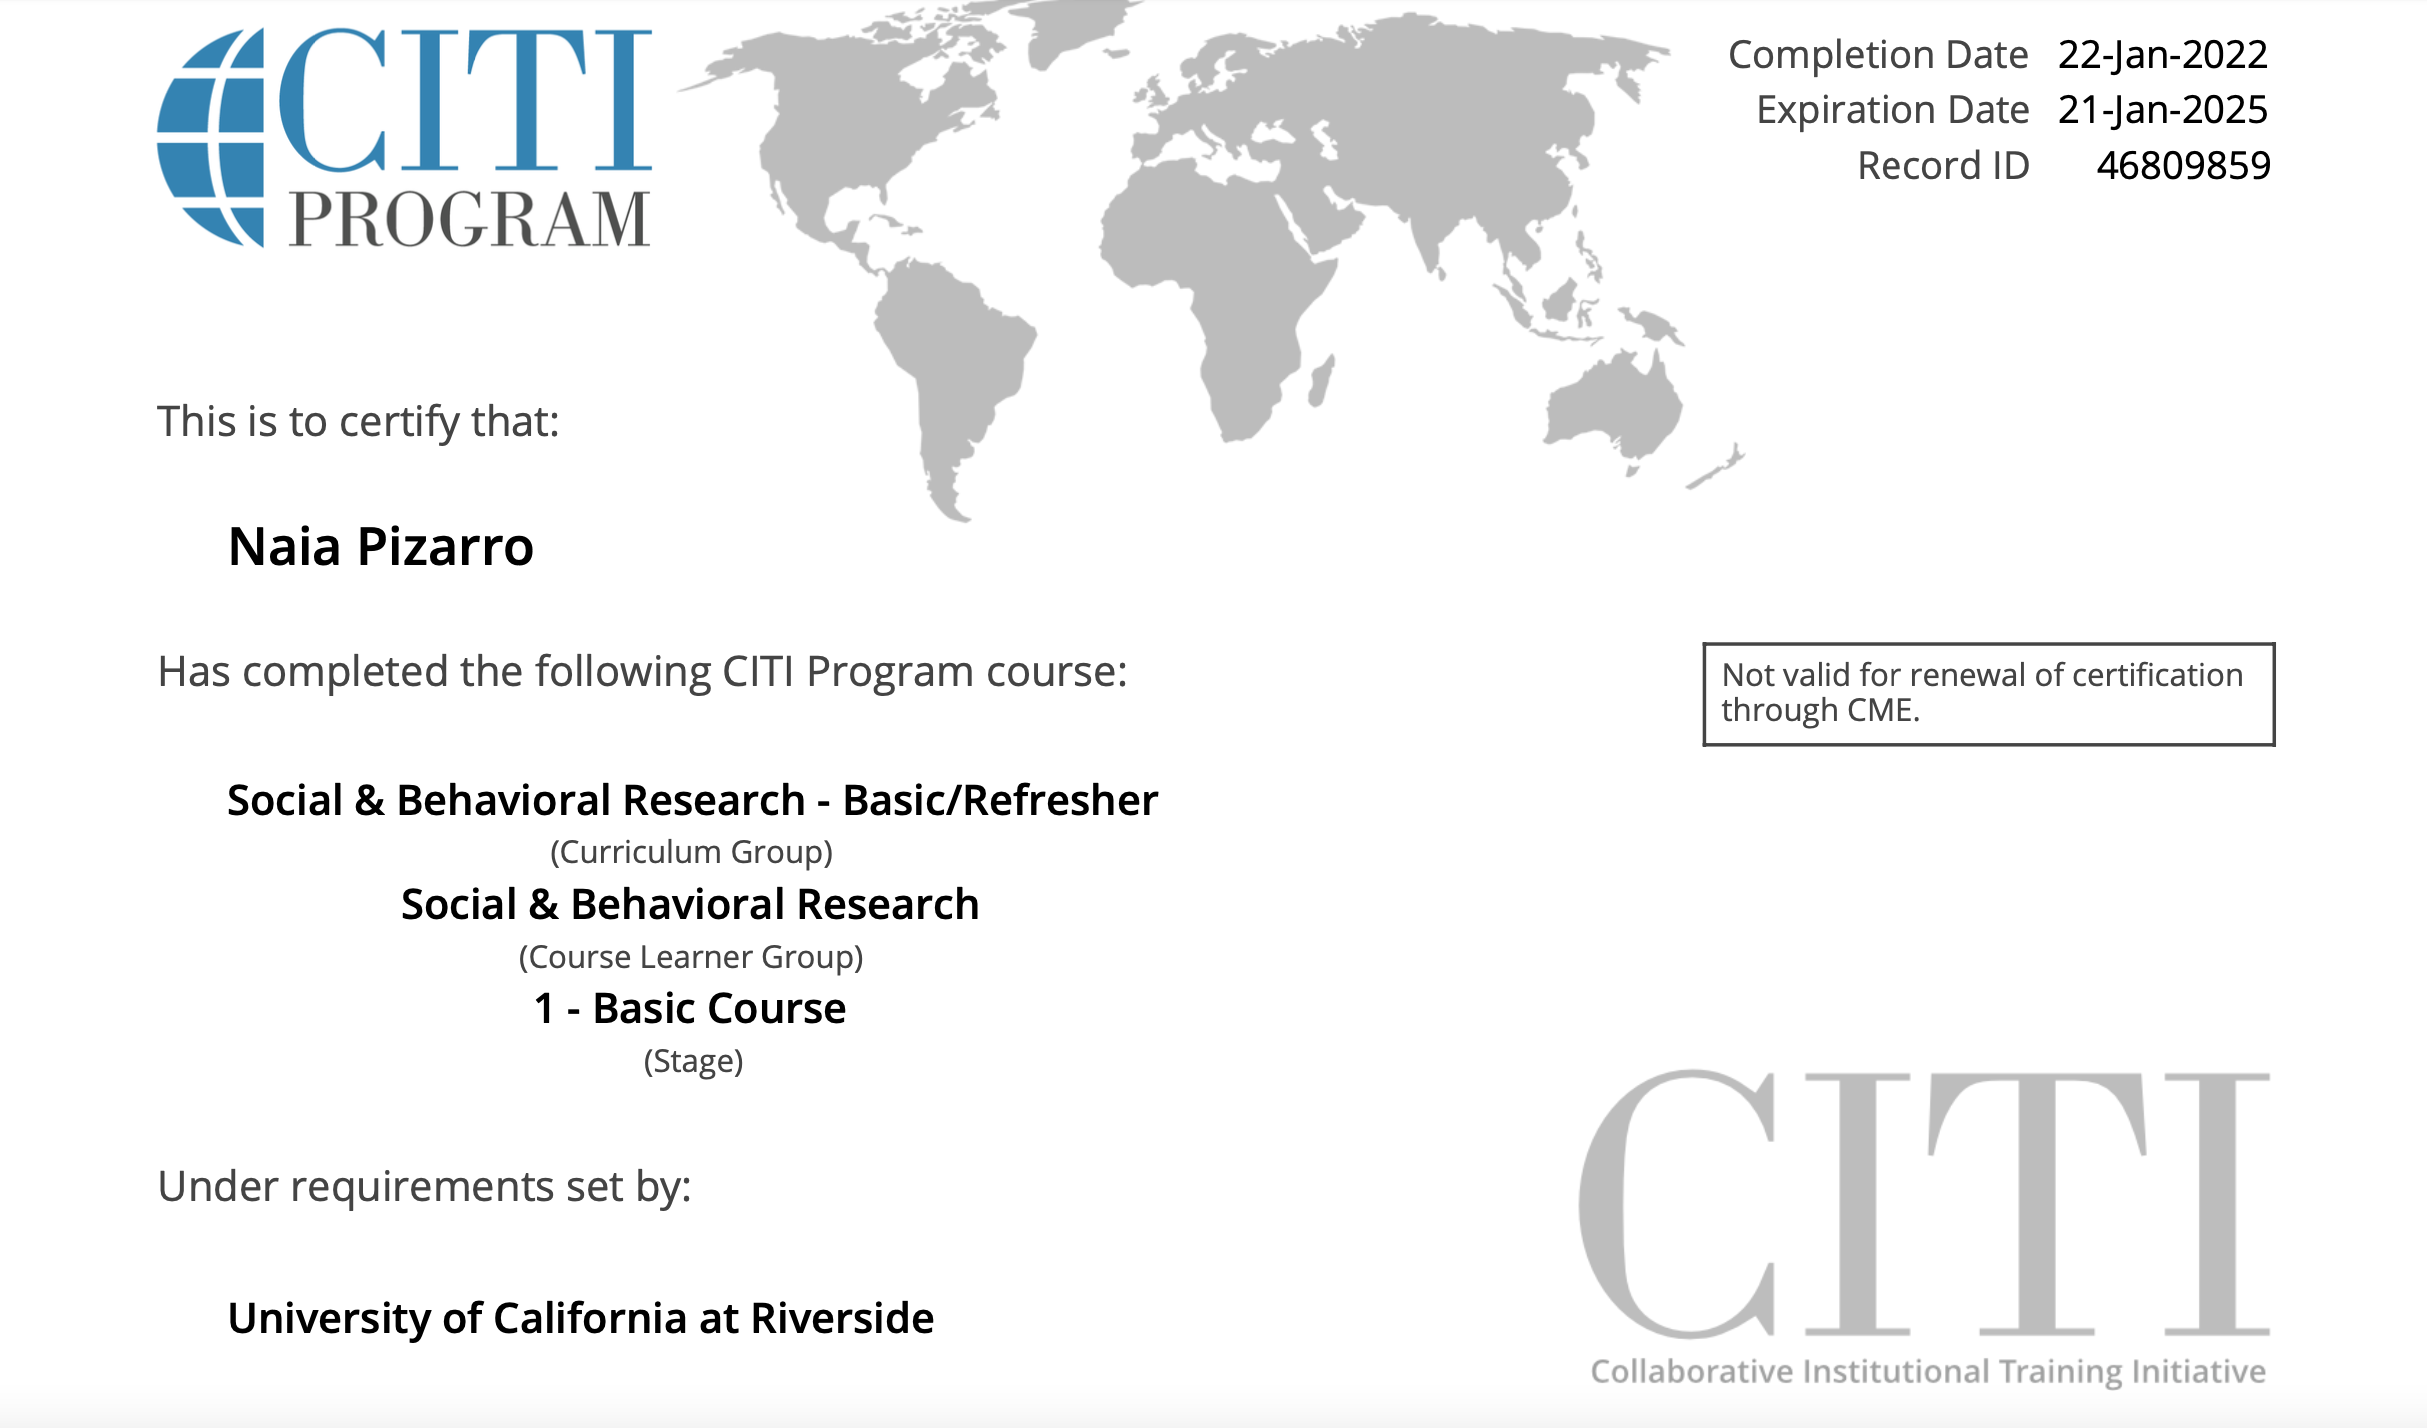 CITI
PROGRAM
Completion Date 22-Jan-2022
Expiration Date 21-Jan-2025
Record ID 46809859
This is to certify that:
Naia Pizarro
Has completed the following CITI Program course:
Not valid for renewal of certification
through CME.
Social & Behavioral Research - Basic/Refresher
(Curriculum Group)
Social & Behavioral Research
(Course Learner Group)
1 - Basic Course
(Stage)
Under requirements set by:
University of California at Riverside
CITI
Collaborative Institutional Training Initiative